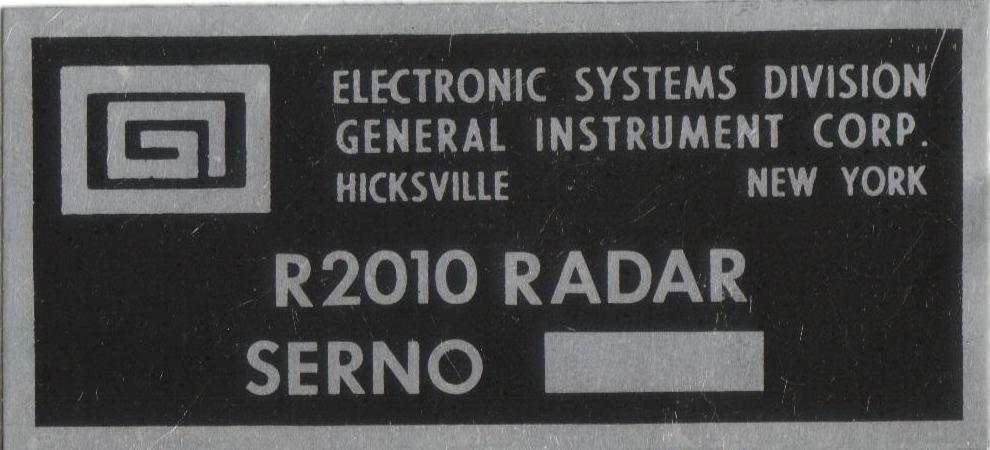 ELECTRONIC SYSTEMS DIVISION
GENERAL INSTRUMENT CORP.
HICKSVILLE NEW YORK
R2010 RADAR
SERNO